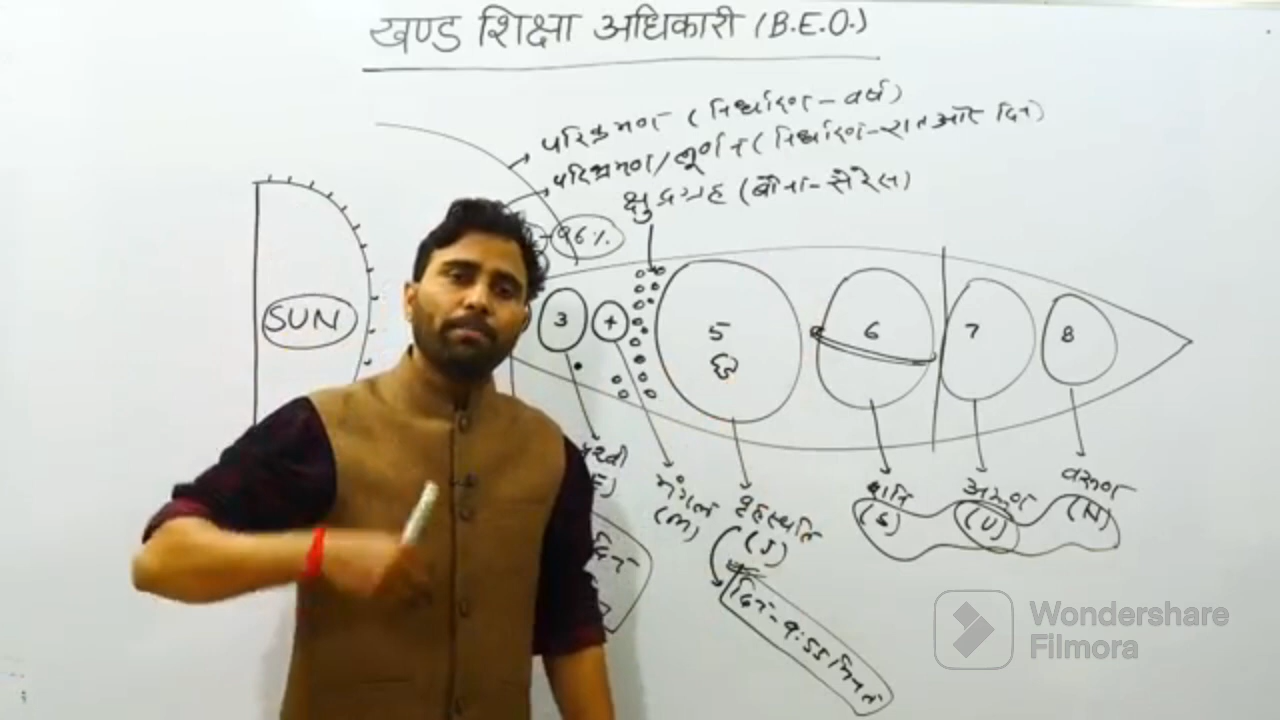 खण्ड शिक्षा अधिकारी (B.E.O.)
परिक्रमण (निर्धारण-वर्ष)
परिभ्रमण/घूर्णन (निर्धारण-रात और दिन)
क्षुद्रग्रह (बौना-सैरेस)
96%
SUN
3
4
5
6
7
8
मंगल
(M)
बृहस्पति
(J)
शनि
(S)
अरुण
(U)
वरुण
(N)
दिन-9:55 मिनट
Wondershare
Filmora